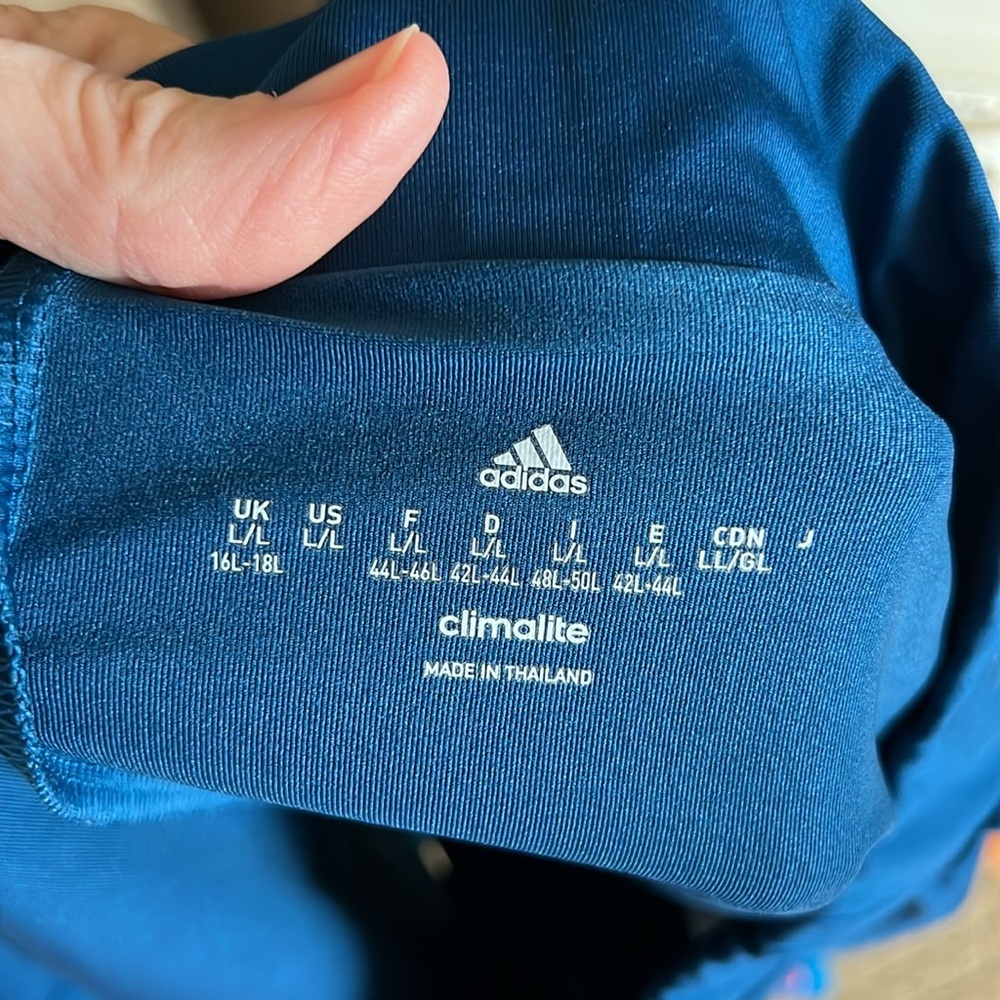 adidas
UK US F D I E CDN J
L/L L/L L/L L/L L/L L/L LL/GL
16L-18L 44L-46L 42L-44L 48L-50L 42L-44L
climalite
MADE IN THAILAND